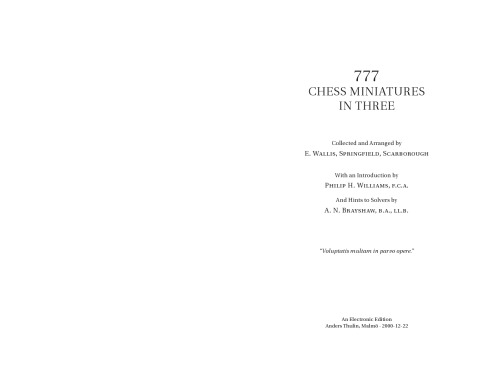 777
CHESS MINIATURES
IN THREE
Collected and Arranged by
E. Wallis, Springfield, Scarborough
With an Introduction by
Philip H. Williams, F.C.A.
And Hints to Solvers by
A. N. Brayshaw, B.A., LL.B.
"Voluptatis multum in parvo opere."
An Electronic Edition
Anders Thulin, Malmö · 2000-12-22